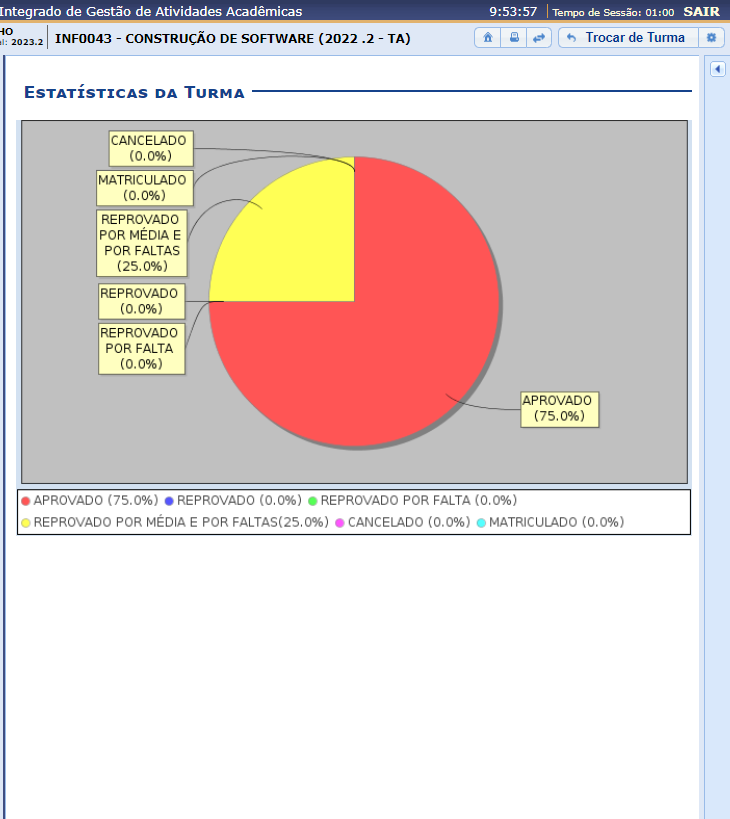 Integrado de Gestão de Atividades Acadêmicas 9:53:57 Tempo de Sessão: 01:00 SAIR
2023.2 INF0043 - CONSTRUÇÃO DE SOFTWARE (2022 .2 - TA) Trocar de Turma
Estatísticas da Turma
CANCELADO
(0.0%)
MATRICULADO
(0.0%)
REPROVADO
POR MÉDIA E
POR FALTAS
(25.0%)
REPROVADO
(0.0%)
REPROVADO
POR FALTA
(0.0%)
APROVADO
(75.0%)
APROVADO (75.0%) REPROVADO (0.0%) REPROVADO POR FALTA (0.0%)
REPROVADO POR MÉDIA E POR FALTAS(25.0%) CANCELADO (0.0%) MATRICULADO (0.0%)